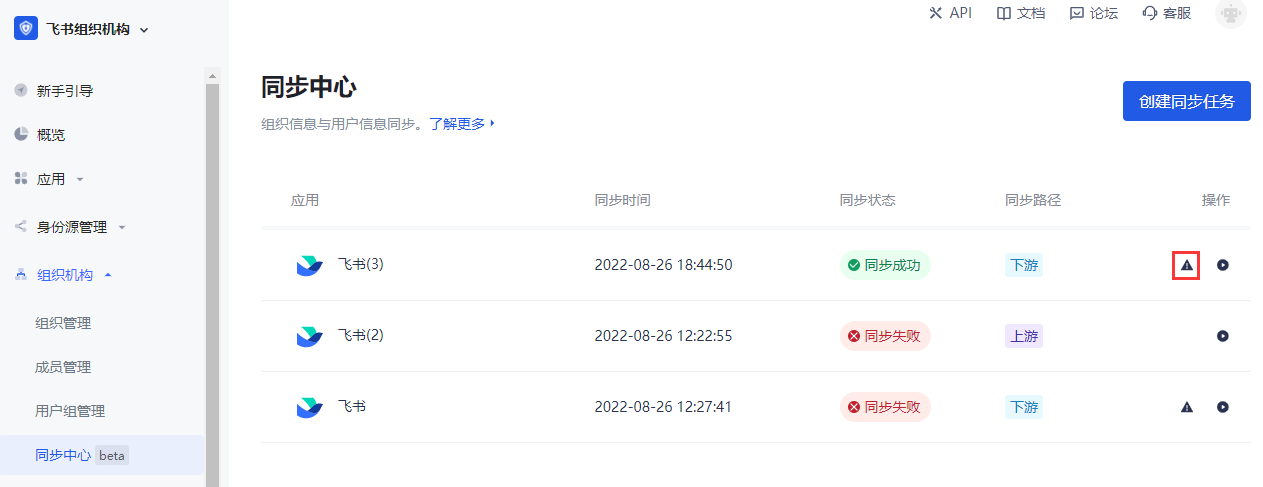 飞书组织机构
API 文档 论坛 客服
新手引导
概览
应用
身份源管理
组织机构
组织管理
成员管理
用户组管理
同步中心 beta
同步中心
创建同步任务
组织信息与用户信息同步。了解更多
应用 同步时间 同步状态 同步路径 操作
飞书(3) 2022-08-26 18:44:50 同步成功 下游
飞书(2) 2022-08-26 12:22:55 同步失败 上游
飞书 2022-08-26 12:27:41 同步失败 下游